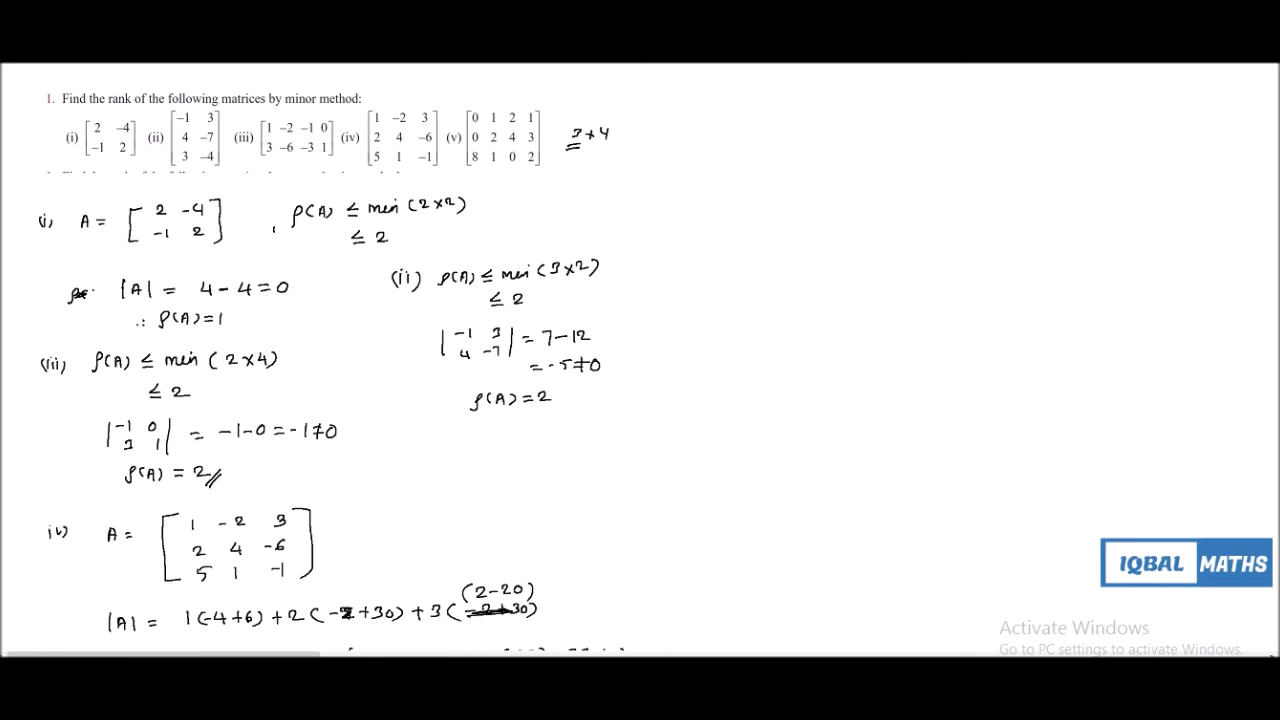 1. Find the rank of the following matrices by minor method:
(i) [2 −4; −1 2] (ii) [−1 3; 4 −7; 3 −4] (iii) [1 −2 −1 0; 3 −6 −3 1] (iv) [1 −2 3; 2 4 −6; 5 1 −1] (v) [0 1 2 1; 0 2 4 3; 8 1 0 2] 3×4
(i) A = [2 -4; -1 2], ρ(A) ≤ min (2×2)
≤ 2
|A| = 4-4=0
∴ ρ(A)=1
(ii) ρ(A) ≤ min (3×2)
≤ 2
|-1 3; 4 -7| = 7-12
= -5≠0
ρ(A)=2
(iii) ρ(A) ≤ min (2×4)
≤ 2
|-1 0; 3 1| = -1-0=-1≠0
ρ(A) = 2//
iv) A = [1 -2 3; 2 4 -6; 5 1 -1]
(2-20)
|A| = 1(-4+6)+2(-2+30)+3(-2+30)
IQBAL MATHS
Activate Windows
Go to PC settings to activate Windows.